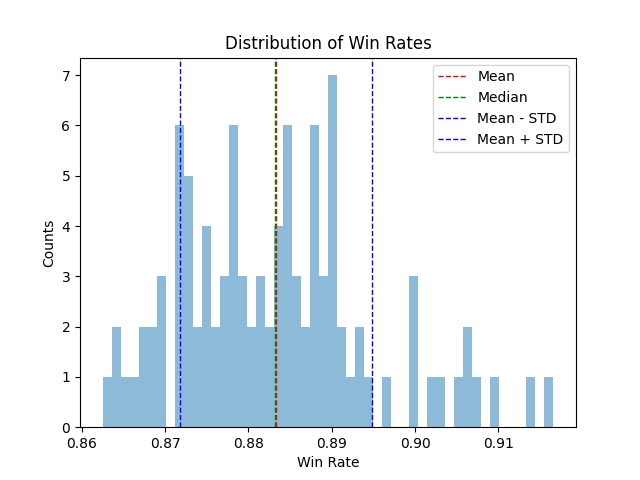 Distribution of Win Rates
Counts
7
6
5
4
3
2
1
0
0.86
0.87
0.88
0.89
0.90
0.91
Win Rate
Mean
Median
Mean - STD
Mean + STD